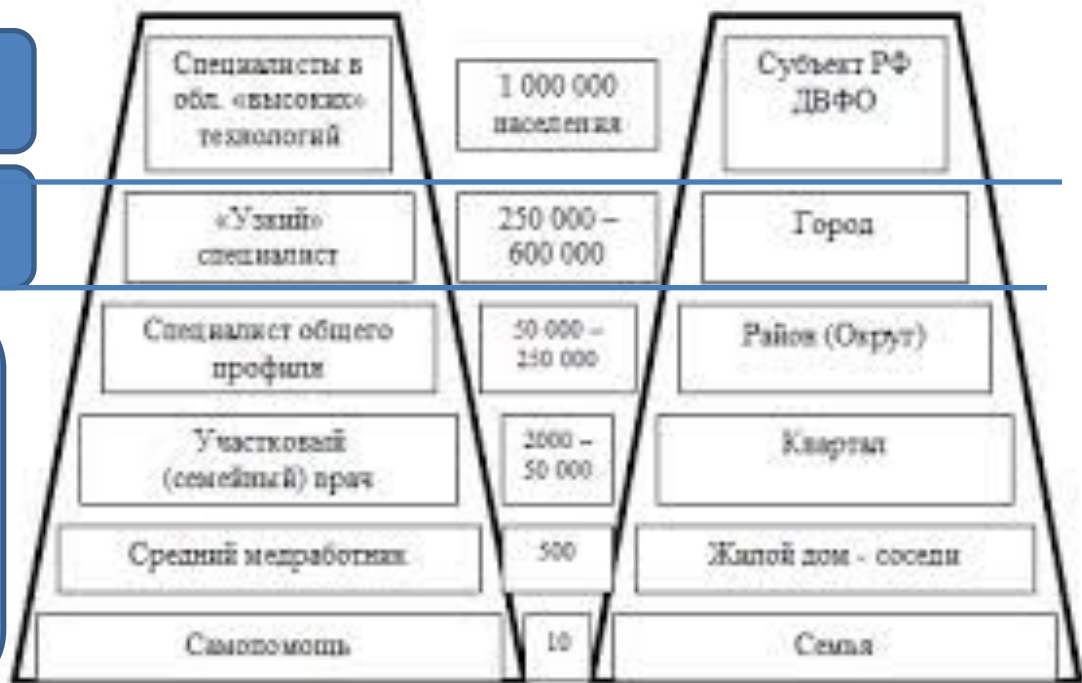 Специалисты в
обл. «высоких»
технологий
1 000 000
населения
Субъект РФ
ДВФО
«Узкий»
специалист
250 000 –
600 000
Город
Специалист общего
профиля
50 000 –
250 000
Район (Округ)
Участковый
(семейный) врач
2000 –
50 000
Квартал
Средний медработник
500
Жилой дом - соседи
Самопомощь
10
Семья